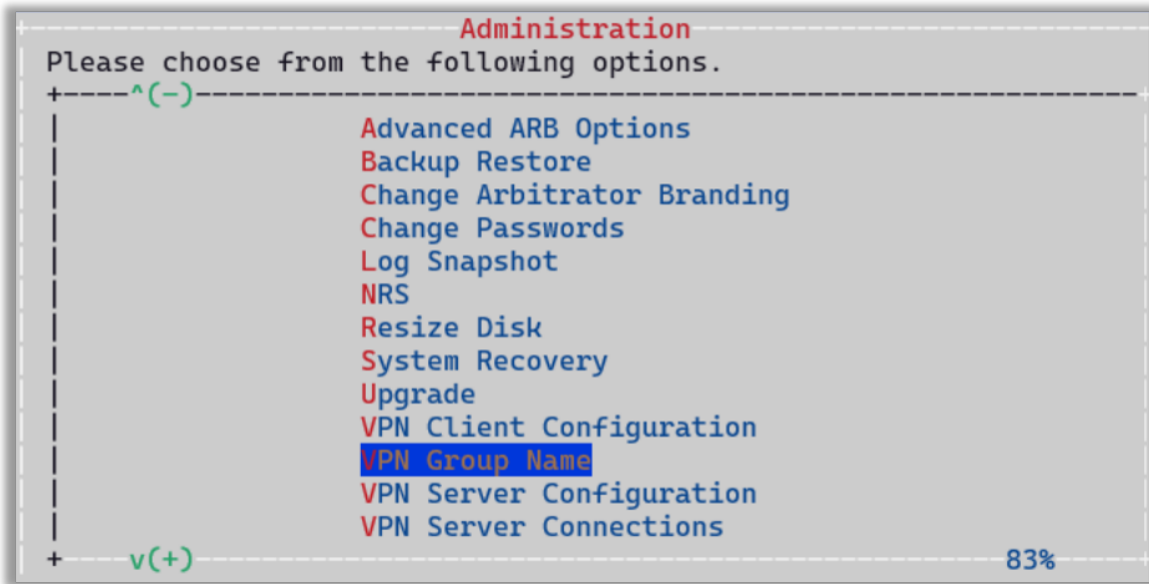 Administration
Please choose from the following options.
^(-)
Advanced ARB Options
Backup Restore
Change Arbitrator Branding
Change Passwords
Log Snapshot
NRS
Resize Disk
System Recovery
Upgrade
VPN Client Configuration
VPN Group Name
VPN Server Configuration
VPN Server Connections
v(+) 83%